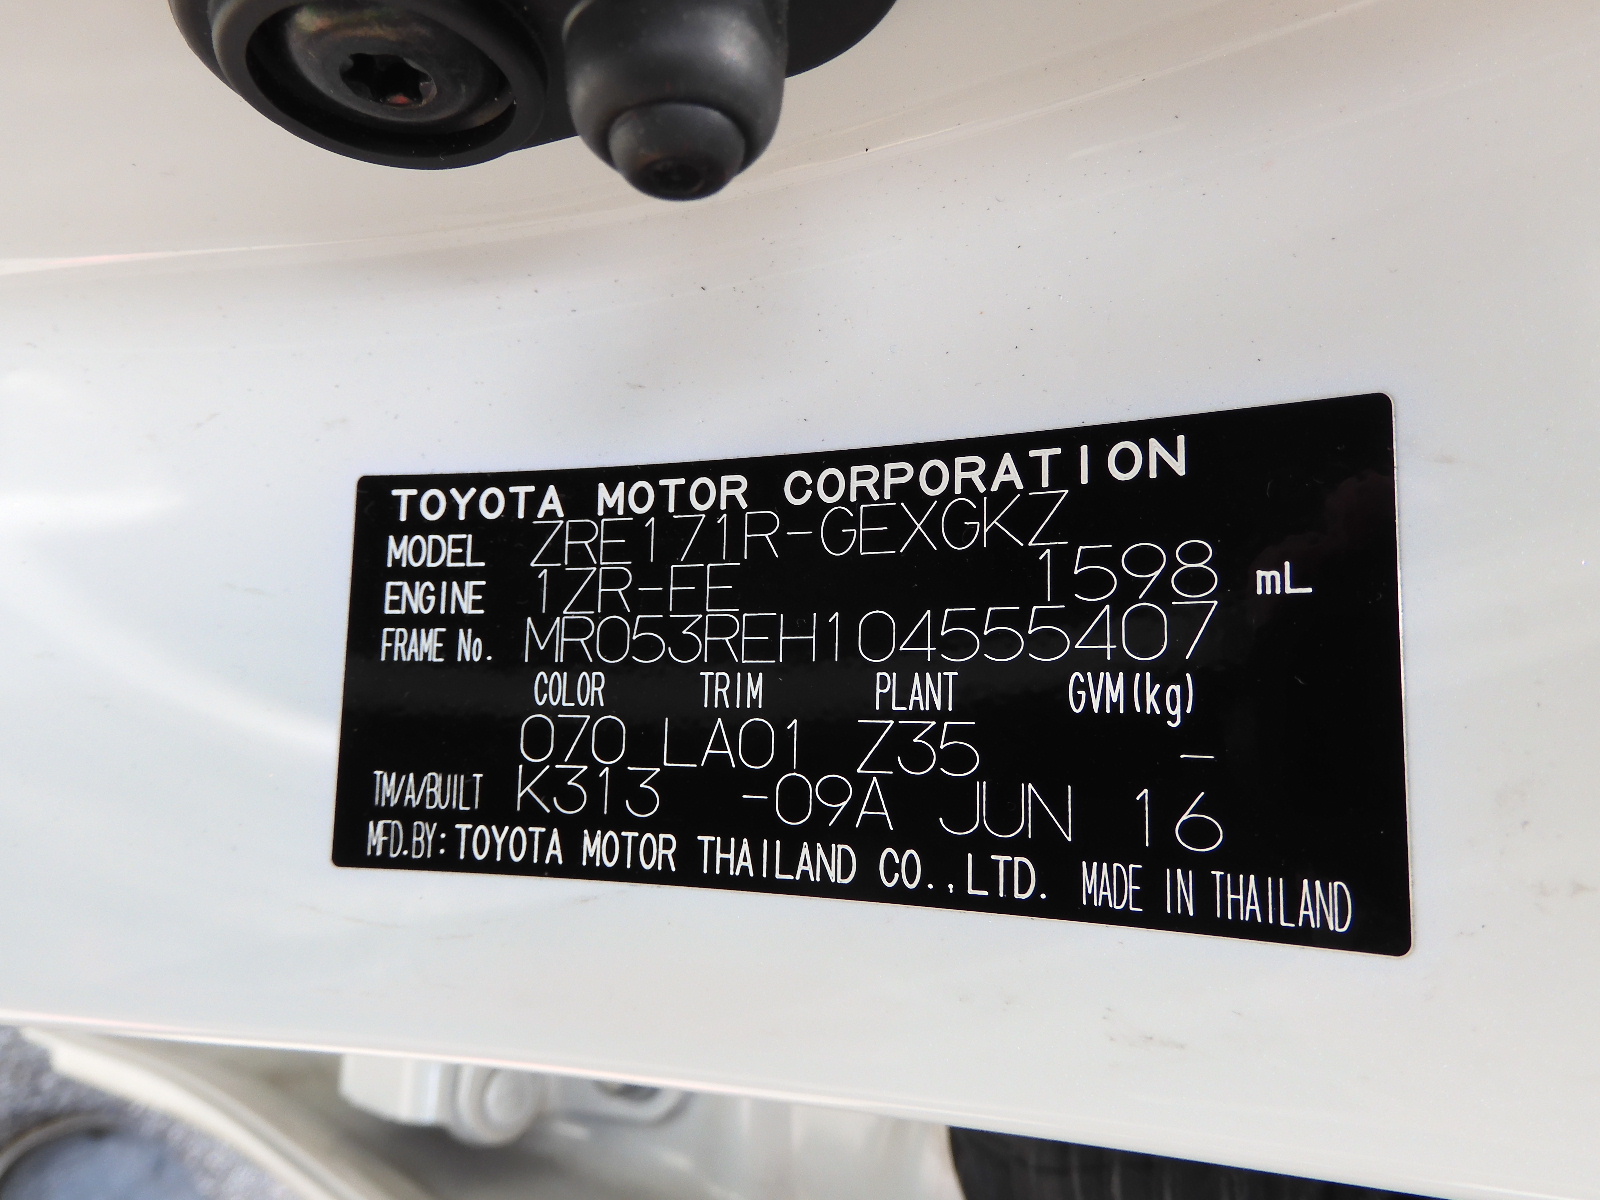 TOYOTA MOTOR CORPORATION
MODEL ZRE171R-GEXGKZ
ENGINE 1ZR-FE 1598 mL
FRAME No. MR053REH104555407
COLOR TRIM PLANT GVM(kg)
070 LA01 Z35 -
TM/A/BUILT K313 -09A JUN 16
MFD.BY: TOYOTA MOTOR THAILAND CO.,LTD. MADE IN THAILAND